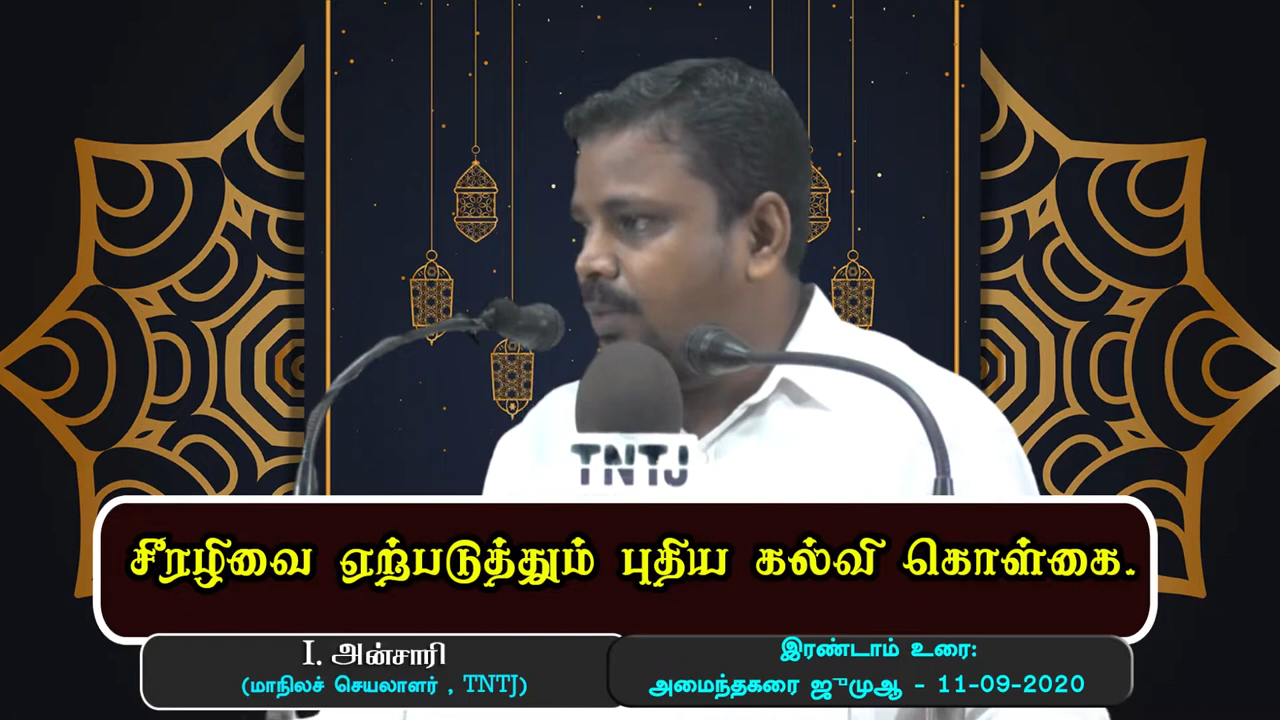 TNTJ
சீரழிவை ஏற்படுத்தும் புதிய கல்வி கொள்கை.
I. அன்சாரி
(மாநிலச் செயலாளர் , TNTJ)
இரண்டாம் உரை:
அமைந்தகரை ஜுமுஆ - 11-09-2020